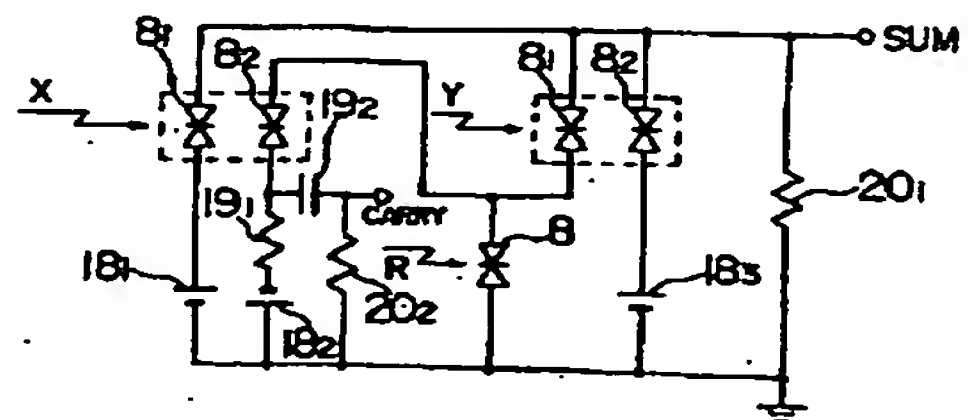 8₁
8₂
8₁
8₂
SUM
X
19₂
Y
19₁
CARRY
8
20₁
18₁
R
18₃
20₂
18₂